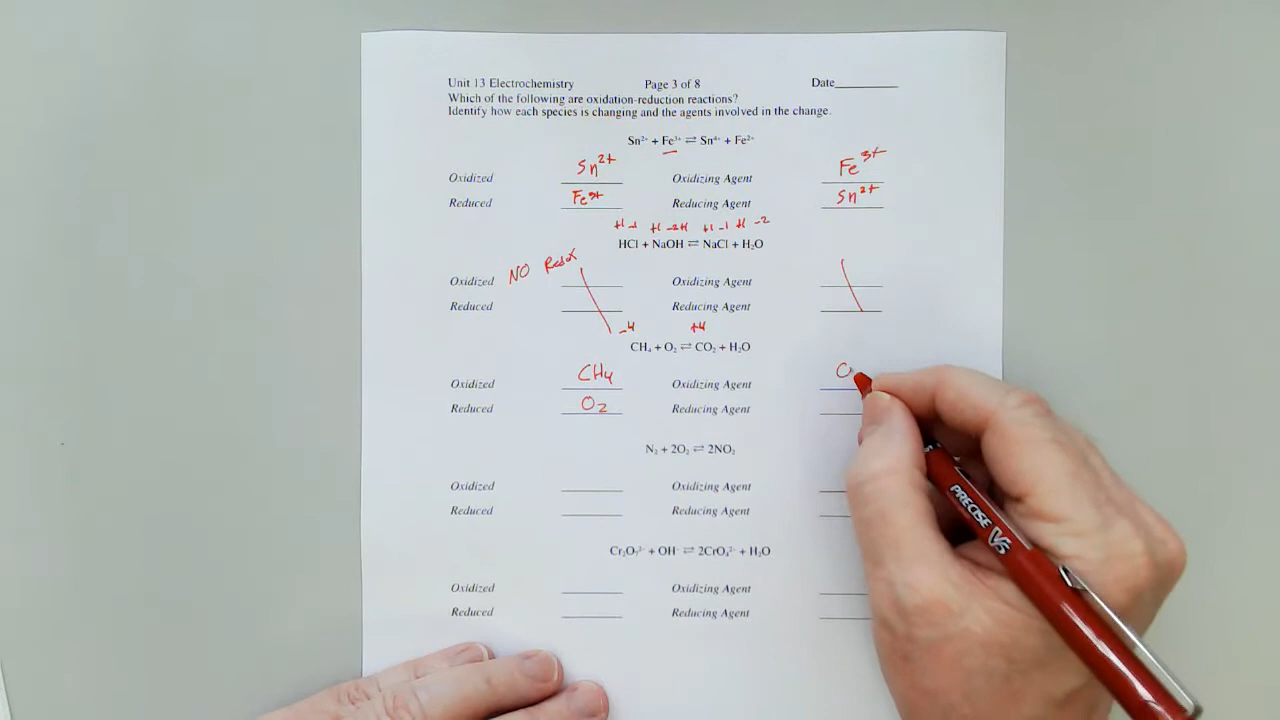 Unit 13 Electrochemistry Page 3 of 8 Date________
Which of the following are oxidation-reduction reactions?
Identify how each species is changing and the agents involved in the change.
Sn²⁺ + Fe³⁺ ⇌ Sn⁴⁺ + Fe²⁺
Sn²⁺ Fe³⁺
Oxidized Oxidizing Agent
Fe³⁺ Sn²⁺
Reduced Reducing Agent
+1 -1 +1 -2 +1 +1 -1 +1 -2
HCl + NaOH ⇌ NaCl + H₂O
NO Redox
Oxidized Oxidizing Agent
Reduced Reducing Agent
-4 +4
CH₄ + O₂ ⇌ CO₂ + H₂O
CH₄
Oxidized Oxidizing Agent
O₂
Reduced Reducing Agent
N₂ + 2O₂ ⇌ 2NO₂
Oxidized Oxidizing Agent
Reduced Reducing Agent
Cr₂O₇²⁻ + OH⁻ ⇌ 2CrO₄²⁻ + H₂O
Oxidized Oxidizing Agent
Reduced Reducing Agent
PRECISE V5